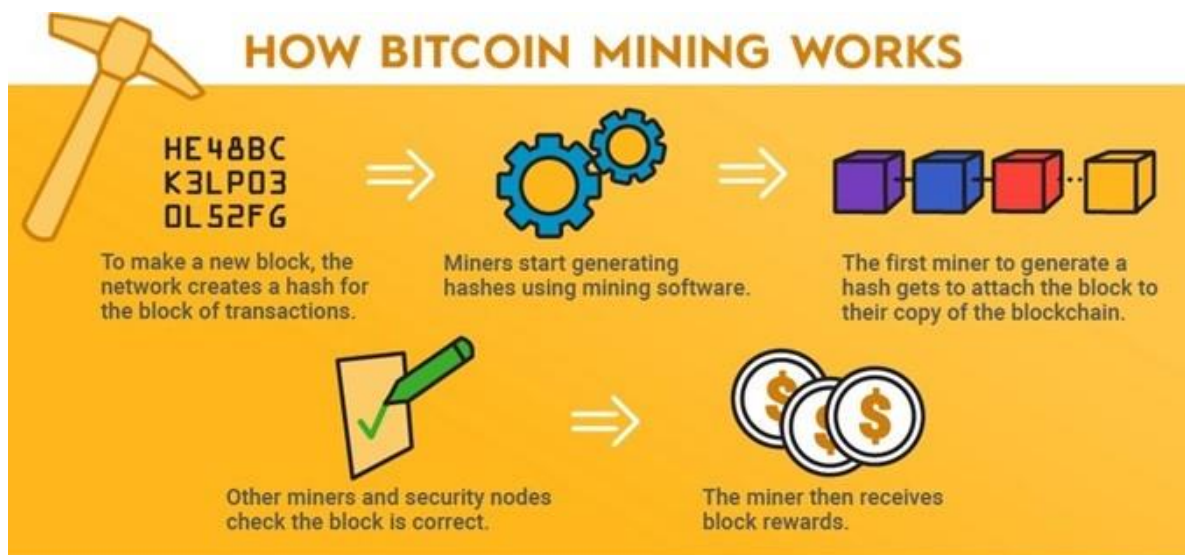 HOW BITCOIN MINING WORKS
HE48BC
K3LP03
0L52FG
To make a new block, the
network creates a hash for
the block of transactions.
Miners start generating
hashes using mining software.
The first miner to generate a
hash gets to attach the block to
their copy of the blockchain.
Other miners and security nodes
check the block is correct.
$ $ $
The miner then receives
block rewards.